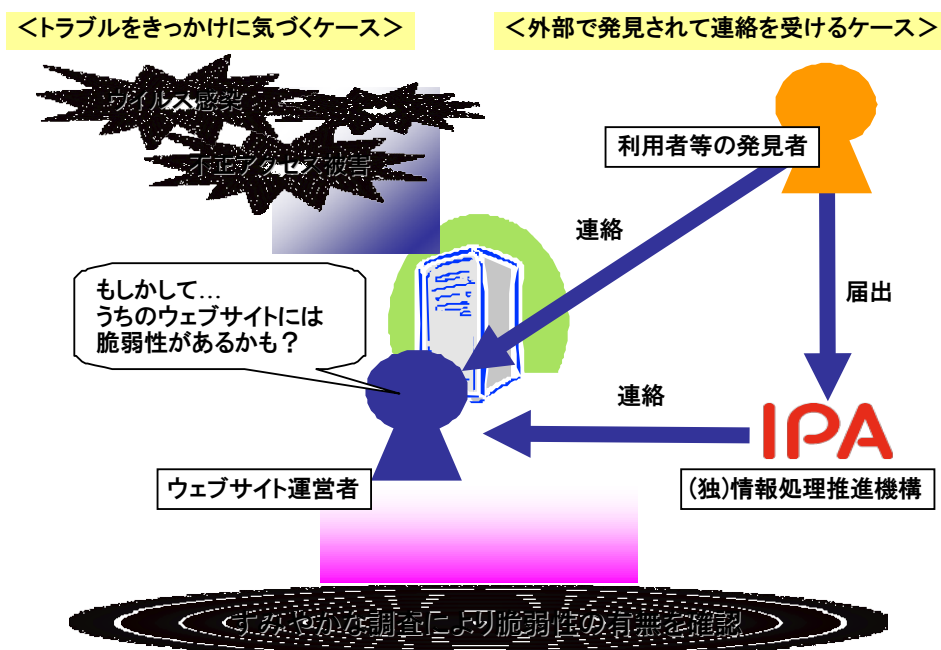 ＜トラブルをきっかけに気づくケース＞
＜外部で発見されて連絡を受けるケース＞
ウイルス感染
不正アクセス被害
利用者等の発見者
連絡
届出
もしかして…
うちのウェブサイトには
脆弱性があるかも？
連絡
IPA
ウェブサイト運営者
(独)情報処理推進機構
すみやかな調査により脆弱性の有無を確認